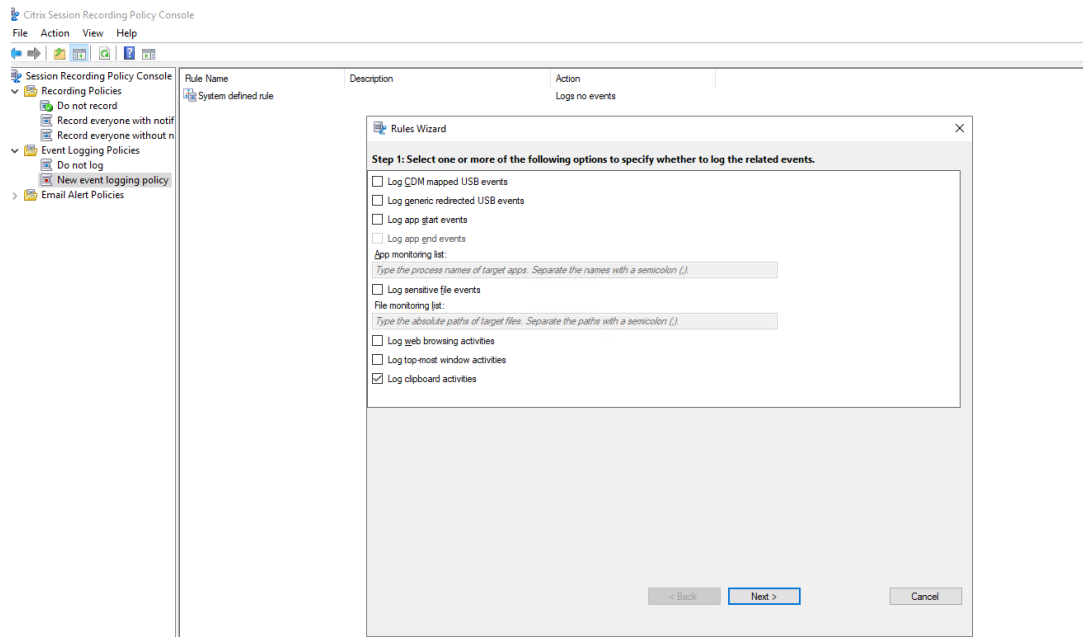 Citrix Session Recording Policy Console
File Action View Help
Session Recording Policy Console
Recording Policies
Do not record
Record everyone with notif
Record everyone without n
Event Logging Policies
Do not log
New event logging policy
Email Alert Policies
Rule Name Description Action
System defined rule Logs no events
Rules Wizard
Step 1: Select one or more of the following options to specify whether to log the related events.
Log CDM mapped USB events
Log generic redirected USB events
Log app start events
Log app end events
App monitoring list:
Type the process names of target apps. Separate the names with a semicolon (;).
Log sensitive file events
File monitoring list:
Type the absolute paths of target files. Separate the paths with a semicolon (;).
Log web browsing activities
Log top-most window activities
Log clipboard activities
< Back Next > Cancel